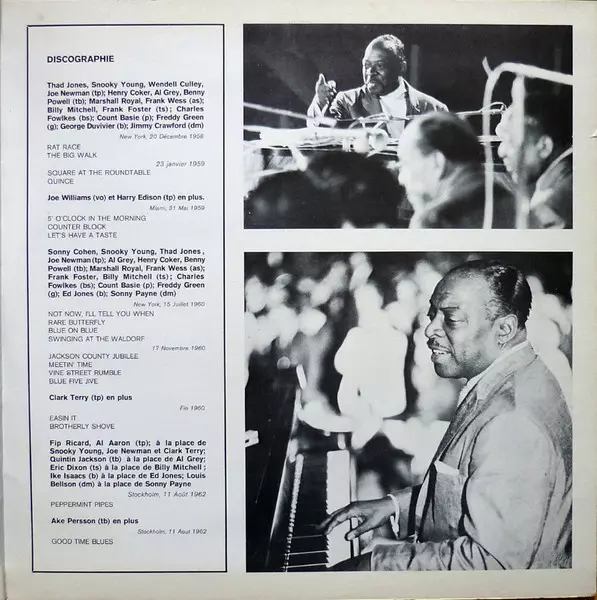 DISCOGRAPHIE
Thad Jones, Snooky Young, Wendell Culley,
Joe Newman (tp); Henry Coker, Al Grey, Benny
Powell (tb); Marshall Royal, Frank Wess (as);
Billy Mitchell, Frank Foster (ts); Charles
Fowlkes (bs); Count Basie (p); Freddy Green
(g); George Duvivier (b); Jimmy Crawford (dm)
New York, 20 Décembre 1958
RAT RACE
THE BIG WALK
23 janvier 1959
SQUARE AT THE ROUNDTABLE
QUINCE
Joe Williams (vo) et Harry Edison (tp) en plus.
Miami, 31 Mai 1959
5' O'CLOCK IN THE MORNING
COUNTER BLOCK
LET'S HAVE A TASTE
Sonny Cohen, Snooky Young, Thad Jones,
Joe Newman (tp); Al Grey, Henry Coker, Benny
Powell (tb); Marshall Royal, Frank Wess (as);
Frank Foster, Billy Mitchell (ts); Charles
Fowlkes (bs); Count Basie (p); Freddy Green
(g); Ed Jones (b); Sonny Payne (dm)
New York, 15 Juillet 1960
NOT NOW, I'LL TELL YOU WHEN
RARE BUTTERFLY
BLUE ON BLUE
SWINGING AT THE WALDORF
17 Novembre 1960
JACKSON COUNTY JUBILEE
MEETIN' TIME
VINE STREET RUMBLE
BLUE FIVE JIVE
Clark Terry (tp) en plus
Fin 1960
EASIN IT
BROTHERLY SHOVE
Fip Ricard, Al Aaron (tp); à la place de
Snooky Young, Joe Newman et Clark Terry;
Quintin Jackson (tb) à la place de Al Grey;
Eric Dixon (ts) à la place de Billy Mitchell;
Ike Isaacs (b) à la place de Ed Jones; Louis
Bellson (dm) à la place de Sonny Payne
Stockholm, 11 Août 1962
PEPPERMINT PIPES
Ake Persson (tb) en plus
Stockholm, 11 Aout 1962
GOOD TIME BLUES